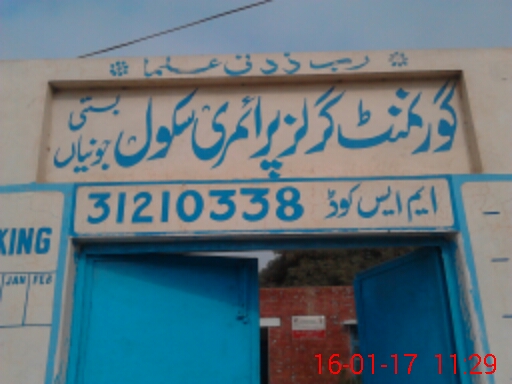 رب زدنی علما
گورنمنٹ گرلز پرائمری سکول بستی جونیاں
ایم ایس کوڈ 31210338
KING
JAN FEB
16-01-17 11:29